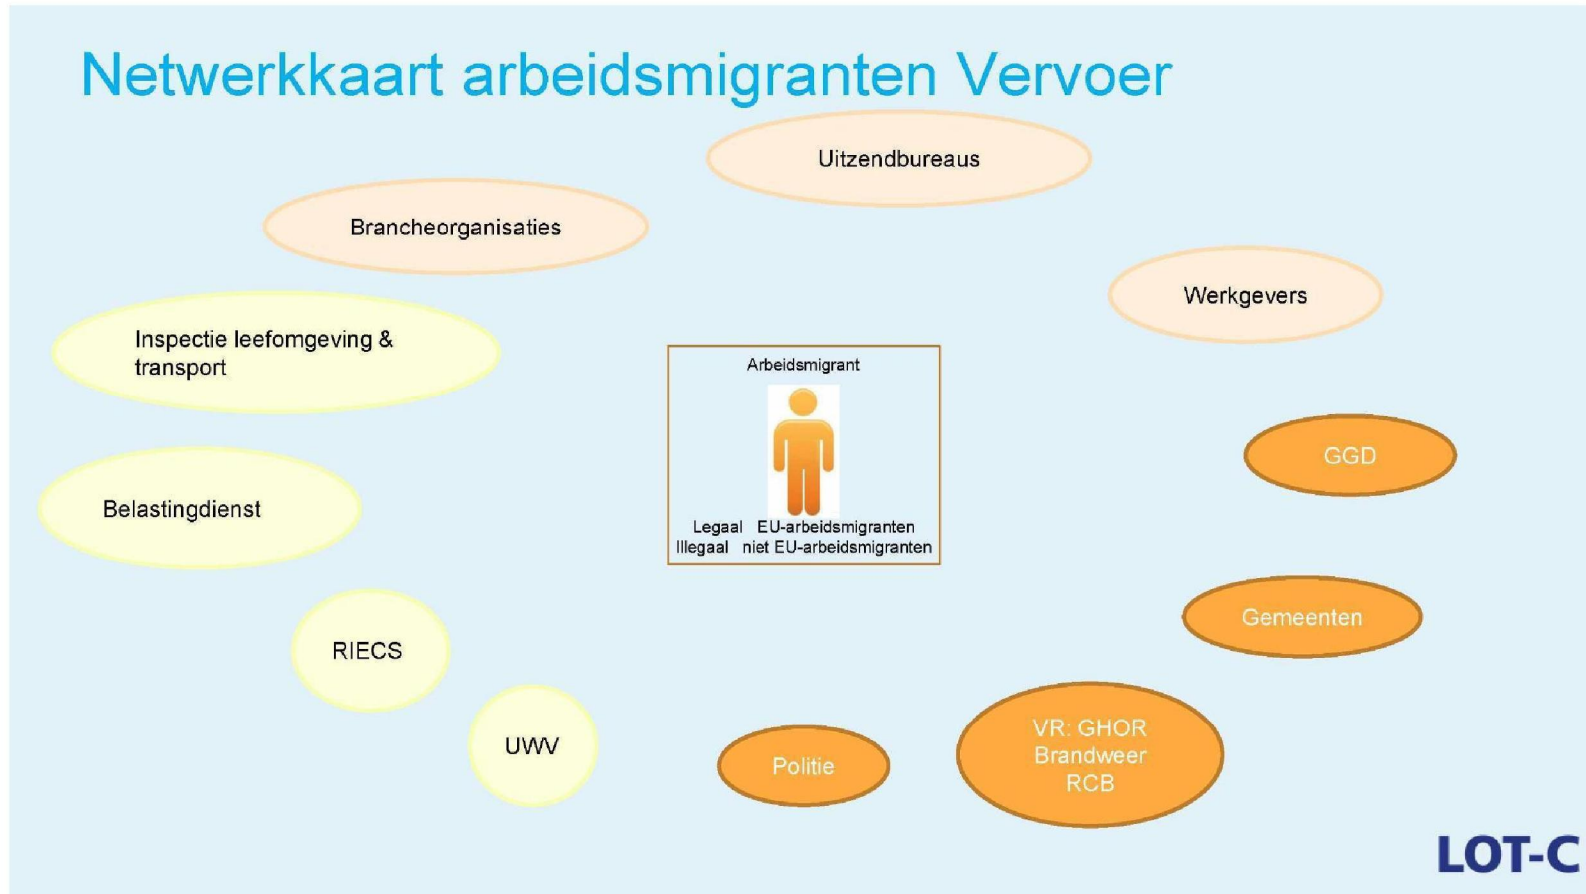 Netwerkkaart arbeidsmigranten Vervoer
Uitzendbureaus
Brancheorganisaties
Werkgevers
Inspectie leefomgeving &
transport
Arbeidsmigrant
GGD
Belastingdienst
Legaal EU-arbeidsmigranten
Illegaal niet EU-arbeidsmigranten
Gemeenten
RIECS
VR: GHOR
Brandweer
RCB
UWV
Politie
LOT-C